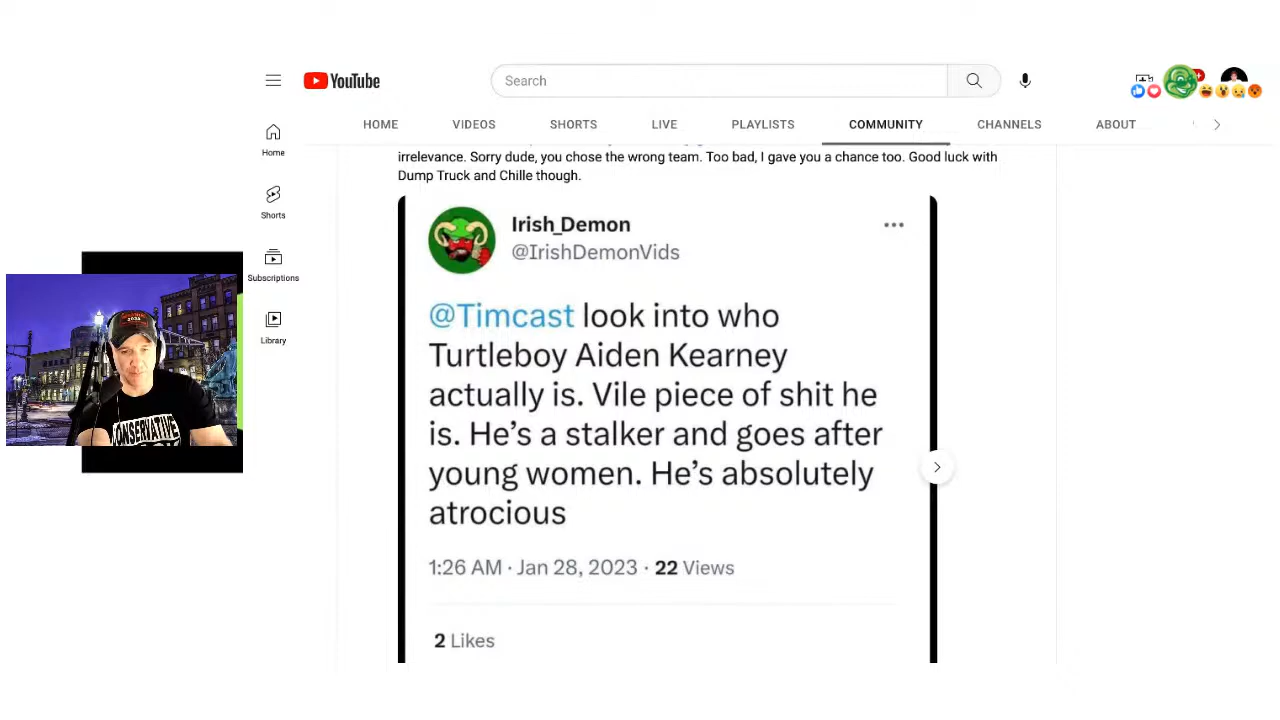 YouTube
Search
HOME VIDEOS SHORTS LIVE PLAYLISTS COMMUNITY CHANNELS ABOUT
Home
Shorts
Subscriptions
Library
irrelevance. Sorry dude, you chose the wrong team. Too bad, I gave you a chance too. Good luck with
Dump Truck and Chille though.
Irish_Demon
@IrishDemonVids
@Timcast look into who
Turtleboy Aiden Kearney
actually is. Vile piece of shit he
is. He's a stalker and goes after
young women. He's absolutely
atrocious
1:26 AM · Jan 28, 2023 · 22 Views
2 Likes
CONSERVATIVE